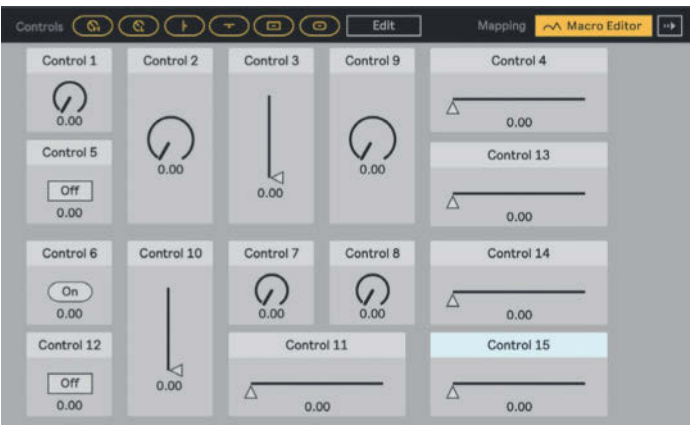 Controls Edit Mapping Macro Editor
Control 1 Control 2 Control 3 Control 9 Control 4
0.00
0.00
Control 5 Control 13
0.00 0.00
Off 0.00
0.00 0.00
Control 6 Control 10 Control 7 Control 8 Control 14
On
0.00 0.00 0.00 0.00
Control 12 Control 11 Control 15
Off 0.00
0.00 0.00 0.00